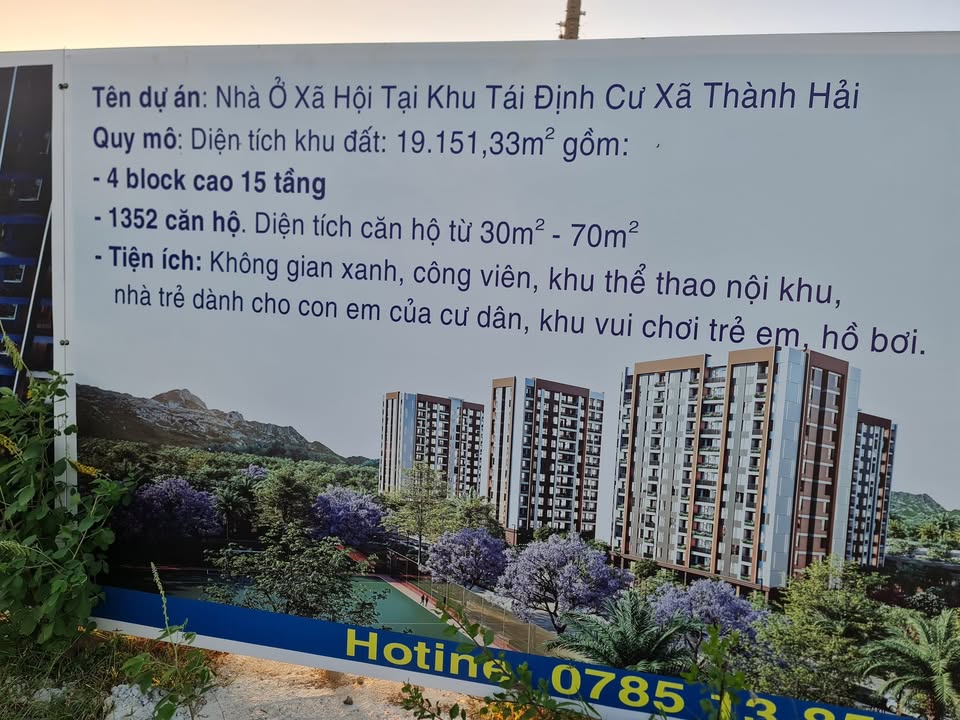 Tên dự án: Nhà Ở Xã Hội Tại Khu Tái Định Cư Xã Thành Hải
Quy mô: Diện tích khu đất: 19.151,33m² gồm:
- 4 block cao 15 tầng
- 1352 căn hộ. Diện tích căn hộ từ 30m² - 70m²
- Tiện ích: Không gian xanh, công viên, khu thể thao nội khu,
nhà trẻ dành cho con em của cư dân, khu vui chơi trẻ em, hồ bơi.
Hotine 0785